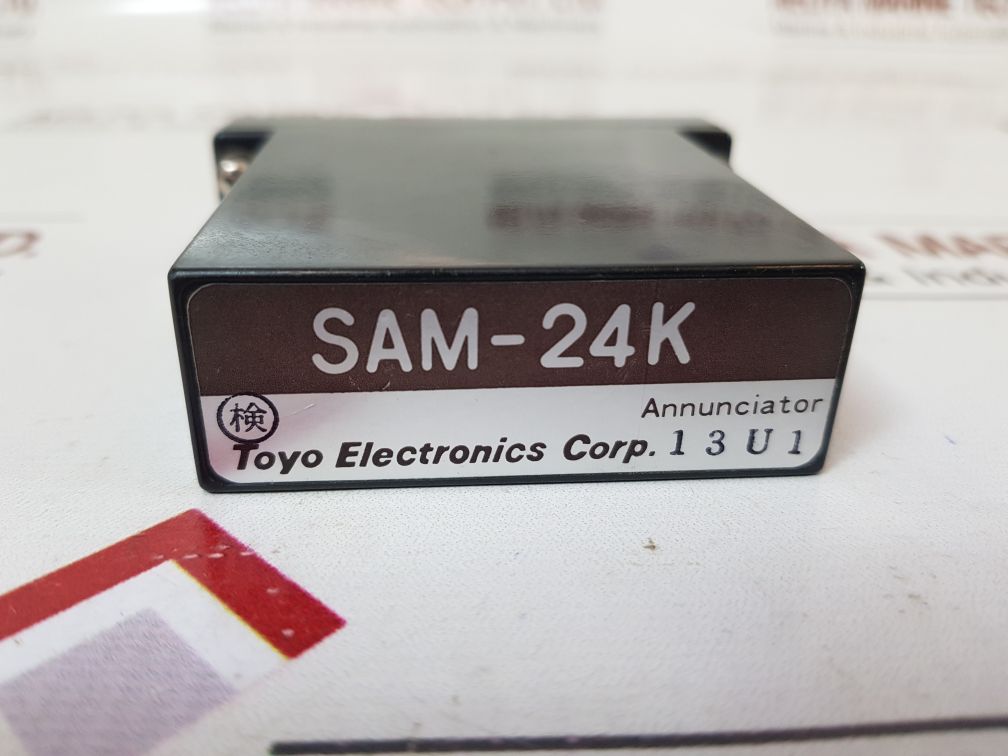 SAM-24K
検
Annunciator
Toyo Electronics Corp. 13U1